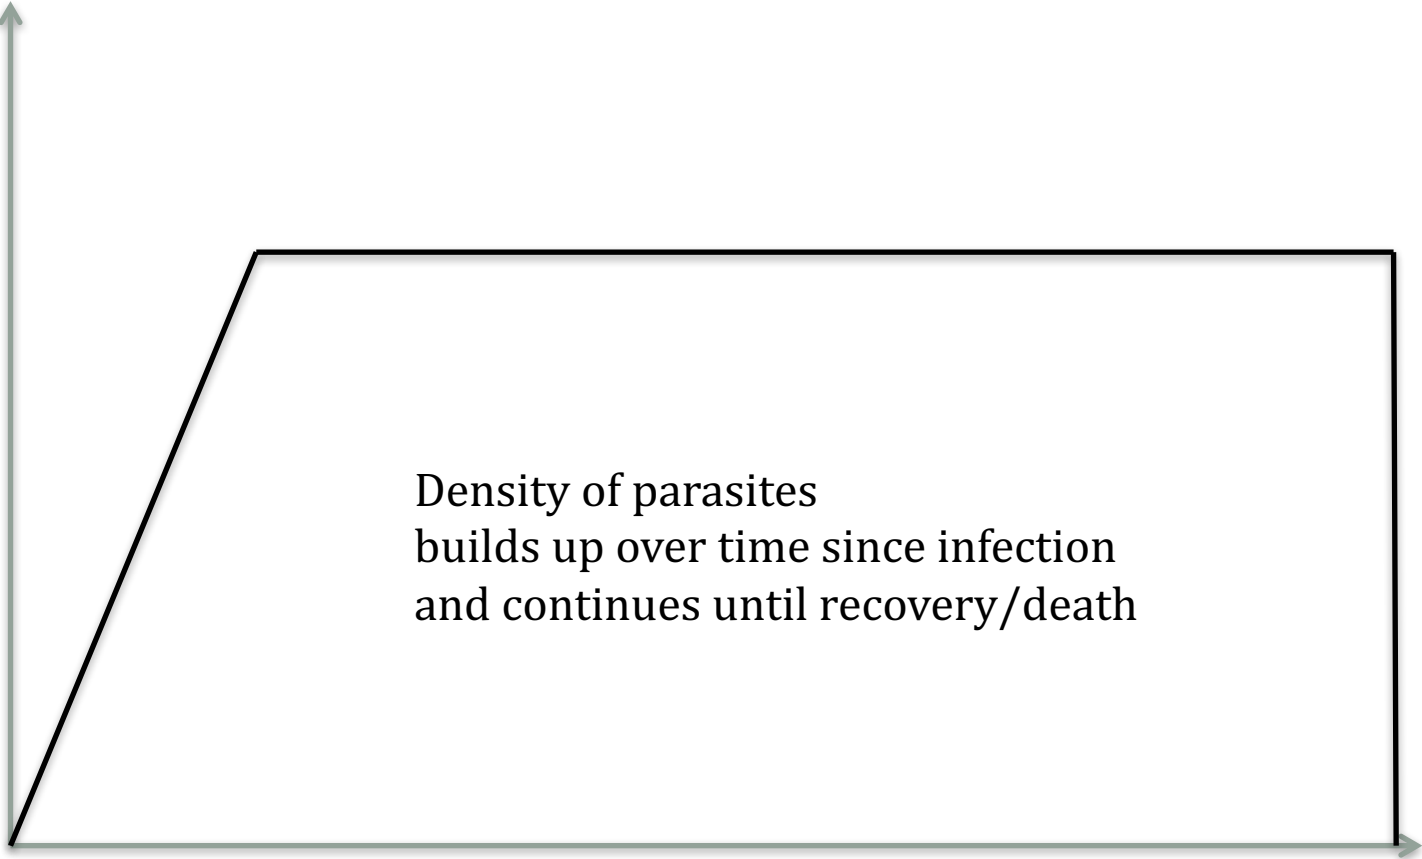 Density of parasites
builds up over time since infection
and continues until recovery/death